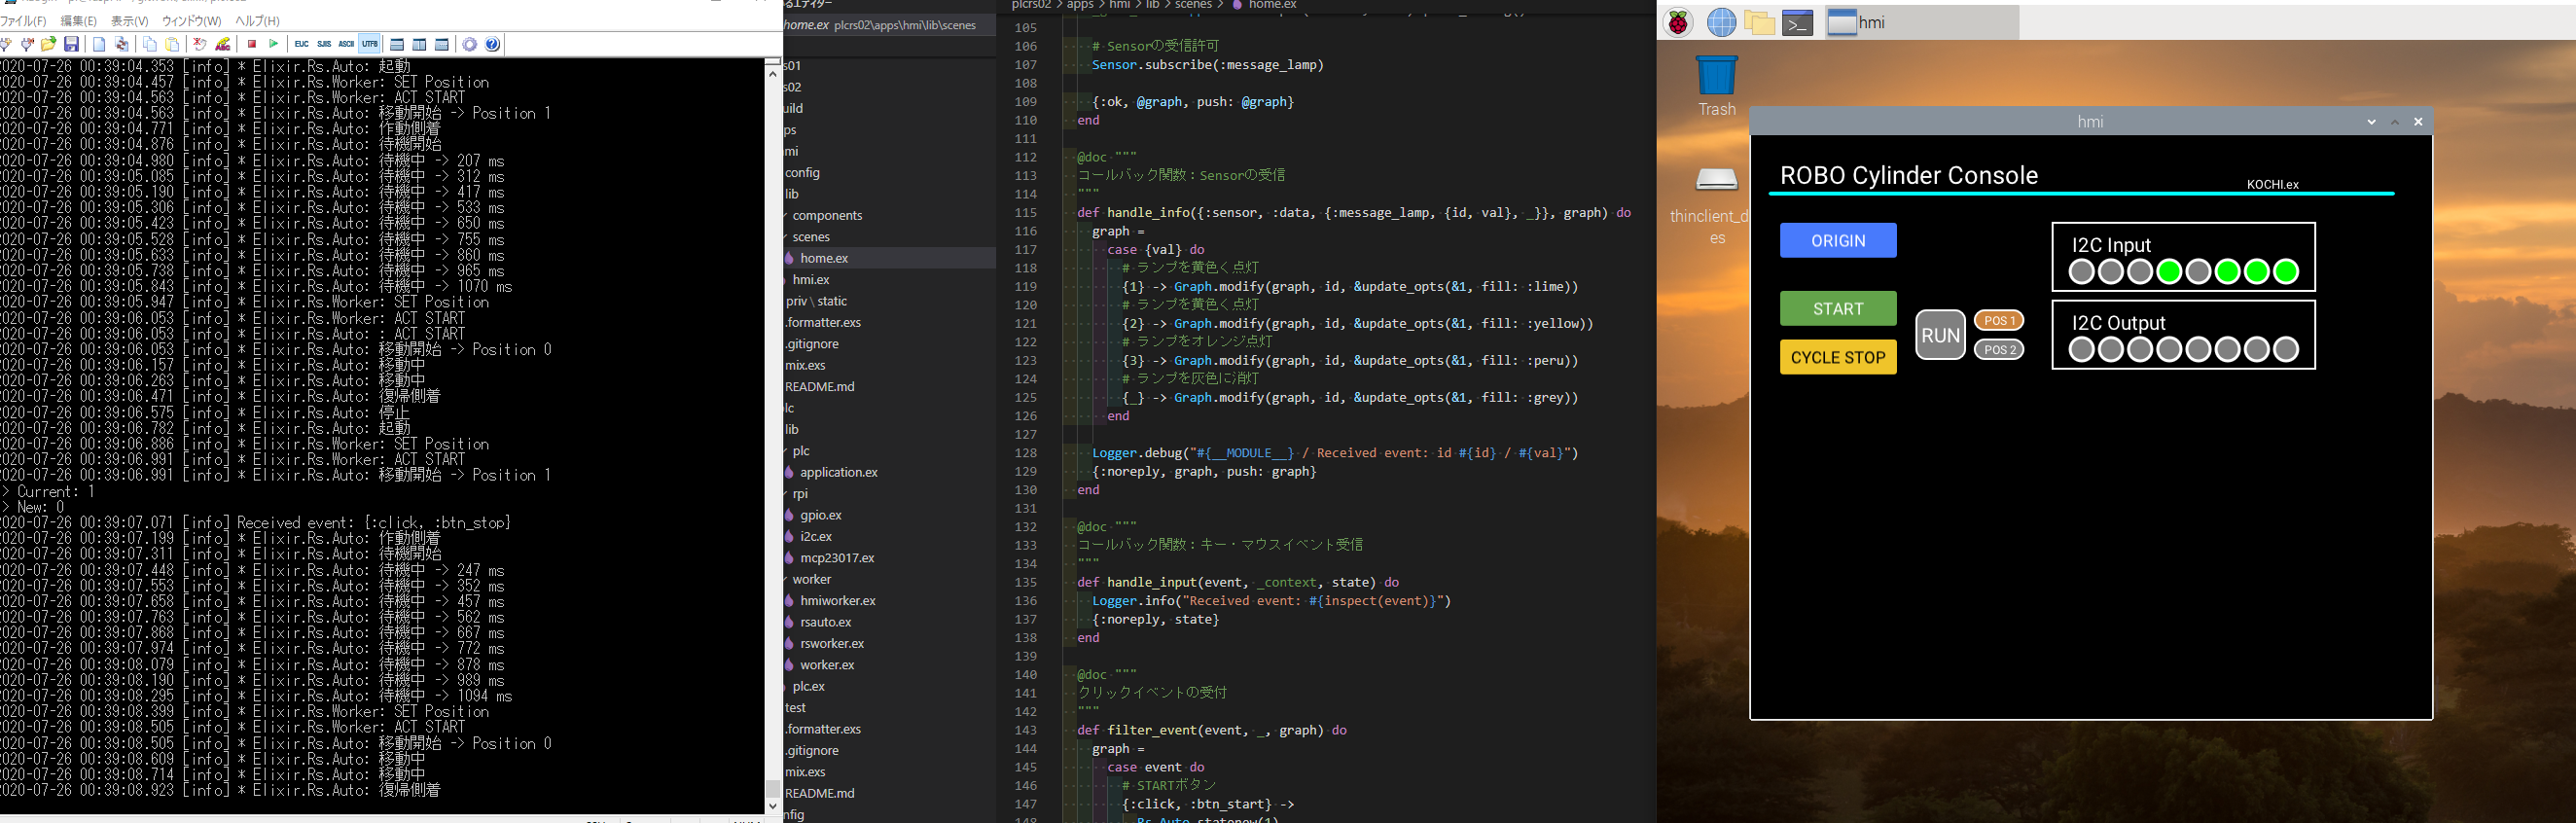 ファイル(F) 編集(E) 表示(V) ウィンドウ(W) ヘルプ(H)
EUC SJIS ASCII UTF8
2020-07-26 00:39:04.353 [info] * Elixir.Rs.Auto: 起動
2020-07-26 00:39:04.457 [info] * Elixir.Rs.Worker: SET Position
2020-07-26 00:39:04.563 [info] * Elixir.Rs.Worker: ACT START
2020-07-26 00:39:04.563 [info] * Elixir.Rs.Auto: 移動開始 -> Position 1
2020-07-26 00:39:04.771 [info] * Elixir.Rs.Auto: 作動側着
2020-07-26 00:39:04.876 [info] * Elixir.Rs.Auto: 待機開始
2020-07-26 00:39:04.980 [info] * Elixir.Rs.Auto: 待機中 -> 207 ms
2020-07-26 00:39:05.085 [info] * Elixir.Rs.Auto: 待機中 -> 312 ms
2020-07-26 00:39:05.190 [info] * Elixir.Rs.Auto: 待機中 -> 417 ms
2020-07-26 00:39:05.306 [info] * Elixir.Rs.Auto: 待機中 -> 533 ms
2020-07-26 00:39:05.423 [info] * Elixir.Rs.Auto: 待機中 -> 650 ms
2020-07-26 00:39:05.528 [info] * Elixir.Rs.Auto: 待機中 -> 755 ms
2020-07-26 00:39:05.633 [info] * Elixir.Rs.Auto: 待機中 -> 860 ms
2020-07-26 00:39:05.738 [info] * Elixir.Rs.Auto: 待機中 -> 965 ms
2020-07-26 00:39:05.843 [info] * Elixir.Rs.Auto: 待機中 -> 1070 ms
2020-07-26 00:39:05.947 [info] * Elixir.Rs.Worker: SET Position
2020-07-26 00:39:06.053 [info] * Elixir.Rs.Worker: ACT START
2020-07-26 00:39:06.053 [info] * Elixir.Rs.Auto: : ACT START
2020-07-26 00:39:06.053 [info] * Elixir.Rs.Auto: 移動開始 -> Position 0
2020-07-26 00:39:06.157 [info] * Elixir.Rs.Auto: 移動中
2020-07-26 00:39:06.263 [info] * Elixir.Rs.Auto: 移動中
2020-07-26 00:39:06.471 [info] * Elixir.Rs.Auto: 復帰側着
2020-07-26 00:39:06.575 [info] * Elixir.Rs.Auto: 停止
2020-07-26 00:39:06.782 [info] * Elixir.Rs.Auto: 起動
2020-07-26 00:39:06.886 [info] * Elixir.Rs.Worker: SET Position
2020-07-26 00:39:06.991 [info] * Elixir.Rs.Worker: ACT START
2020-07-26 00:39:06.991 [info] * Elixir.Rs.Auto: 移動開始 -> Position 1
> Current: 1
> New: 0
2020-07-26 00:39:07.071 [info] Received event: {:click, :btn_stop}
2020-07-26 00:39:07.199 [info] * Elixir.Rs.Auto: 作動側着
2020-07-26 00:39:07.311 [info] * Elixir.Rs.Auto: 待機開始
2020-07-26 00:39:07.448 [info] * Elixir.Rs.Auto: 待機中 -> 247 ms
2020-07-26 00:39:07.553 [info] * Elixir.Rs.Auto: 待機中 -> 352 ms
2020-07-26 00:39:07.658 [info] * Elixir.Rs.Auto: 待機中 -> 457 ms
2020-07-26 00:39:07.763 [info] * Elixir.Rs.Auto: 待機中 -> 562 ms
2020-07-26 00:39:07.868 [info] * Elixir.Rs.Auto: 待機中 -> 667 ms
2020-07-26 00:39:07.974 [info] * Elixir.Rs.Auto: 待機中 -> 772 ms
2020-07-26 00:39:08.079 [info] * Elixir.Rs.Auto: 待機中 -> 878 ms
2020-07-26 00:39:08.190 [info] * Elixir.Rs.Auto: 待機中 -> 989 ms
2020-07-26 00:39:08.295 [info] * Elixir.Rs.Auto: 待機中 -> 1094 ms
2020-07-26 00:39:08.399 [info] * Elixir.Rs.Worker: SET Position
2020-07-26 00:39:08.505 [info] * Elixir.Rs.Worker: ACT START
2020-07-26 00:39:08.505 [info] * Elixir.Rs.Auto: 移動開始 -> Position 0
2020-07-26 00:39:08.609 [info] * Elixir.Rs.Auto: 移動中
2020-07-26 00:39:08.714 [info] * Elixir.Rs.Auto: 移動中
2020-07-26 00:39:08.923 [info] * Elixir.Rs.Auto: 復帰側着
るエディター
home.ex plcrs02\apps\hmi\lib\scenes
s01
s02
uild
ps
mi
config
lib
components
scenes
home.ex
hmi.ex
priv \ static
.formatter.exs
.gitignore
mix.exs
README.md
lc
lib
plc
application.ex
rpi
gpio.ex
i2c.ex
mcp23017.ex
worker
hmiworker.ex
rsauto.ex
rsworker.ex
worker.ex
plc.ex
test
.formatter.exs
.gitignore
mix.exs
README.md
nfig
plcrs02 > apps > hmi > lib > scenes > home.ex
105
106 # Sensorの受信許可
107 Sensor.subscribe(:message_lamp)
108
109 {:ok, @graph, push: @graph}
110 end
111
112 @doc """
113 コールバック関数：Sensorの受信
114 """
115 def handle_info({:sensor, :data, {:message_lamp, {id, val}, _}}, graph) do
116 graph =
117 case {val} do
118 # ランプを黄色く点灯
119 {1} -> Graph.modify(graph, id, &update_opts(&1, fill: :lime))
120 # ランプを黄色く点灯
121 {2} -> Graph.modify(graph, id, &update_opts(&1, fill: :yellow))
122 # ランプをオレンジ点灯
123 {3} -> Graph.modify(graph, id, &update_opts(&1, fill: :peru))
124 # ランプを灰色に消灯
125 {_} -> Graph.modify(graph, id, &update_opts(&1, fill: :grey))
126 end
127
128 Logger.debug("#{__MODULE__} / Received event: id #{id} / #{val}")
129 {:noreply, graph, push: graph}
130 end
131
132 @doc """
133 コールバック関数：キー・マウスイベント受信
134 """
135 def handle_input(event, _context, state) do
136 Logger.info("Received event: #{inspect(event)}")
137 {:noreply, state}
138 end
139
140 @doc """
141 クリックイベントの受付
142 """
143 def filter_event(event, _, graph) do
144 graph =
145 case event do
146 # STARTボタン
147 {:click, :btn_start} ->
148 Rs.Auto.statenow(1)
hmi
Trash
thinclient_d
es
hmi
ROBO Cylinder Console
KOCHI.ex
ORIGIN
START
CYCLE STOP
RUN
POS 1
POS 2
I2C Input
I2C Output